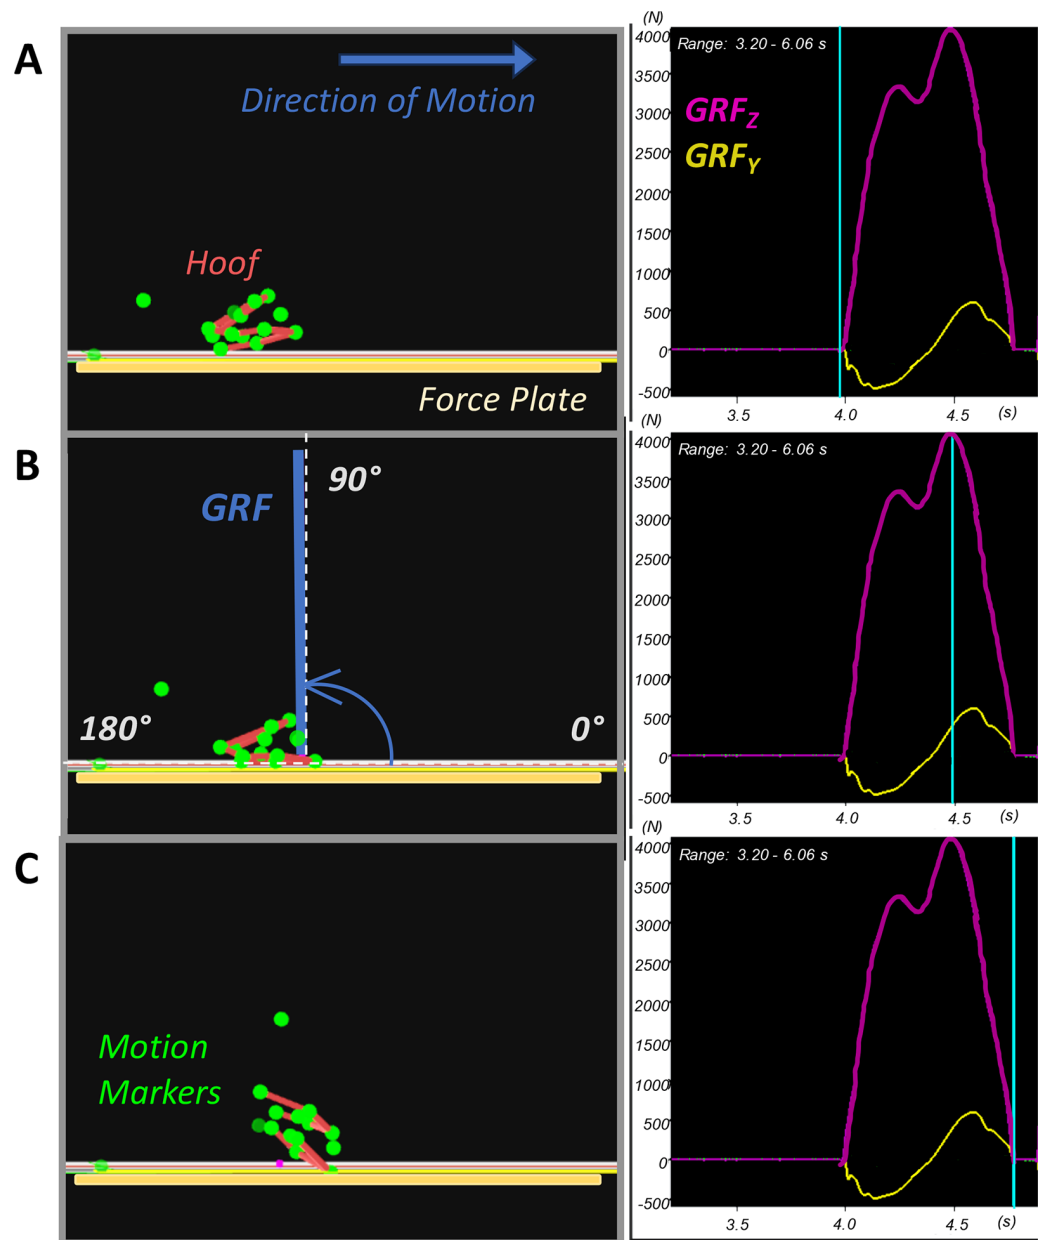 A
Direction of Motion
Hoof
Force Plate
(N)
Range: 3.20 - 6.06 s
GRFZ
GRFY
4000
3500
3000
2500
2000
1500
1000
500
0
-500
3.5
4.0
4.5
(s)
B
GRF
90°
180°
0°
(N)
Range: 3.20 - 6.06 s
4000
3500
3000
2500
2000
1500
1000
500
0
-500
3.5
4.0
4.5
(s)
C
Motion
Markers
(N)
Range: 3.20 - 6.06 s
4000
3500
3000
2500
2000
1500
1000
500
0
-500
3.5
4.0
4.5
(s)